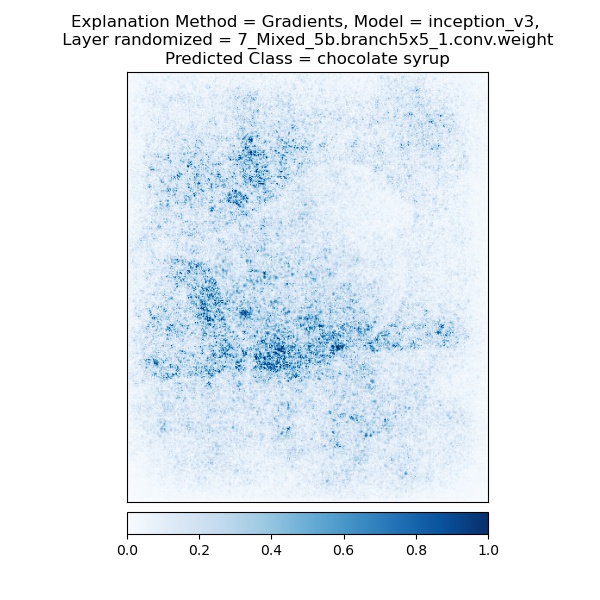 Explanation Method = Gradients, Model = inception_v3,
Layer randomized = 7_Mixed_5b.branch5x5_1.conv.weight
Predicted Class = chocolate syrup
0.0 0.2 0.4 0.6 0.8 1.0